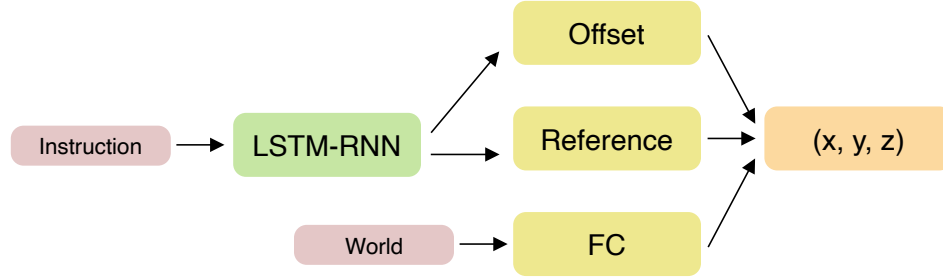 Offset
Instruction
LSTM-RNN
Reference
(x, y, z)
World
FC